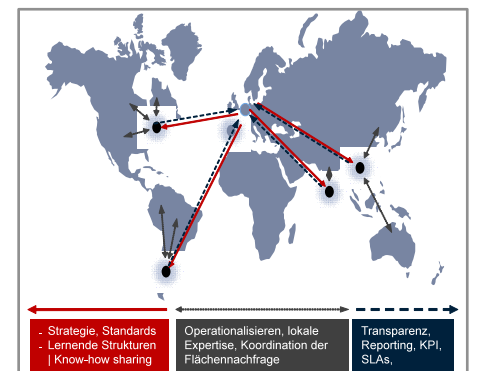 - Strategie, Standards
- Lernende Strukturen
| Know-how sharing
Operationalisieren, lokale
Expertise, Koordination der
Flächennachfrage
Transparenz,
Reporting, KPI,
SLAs,